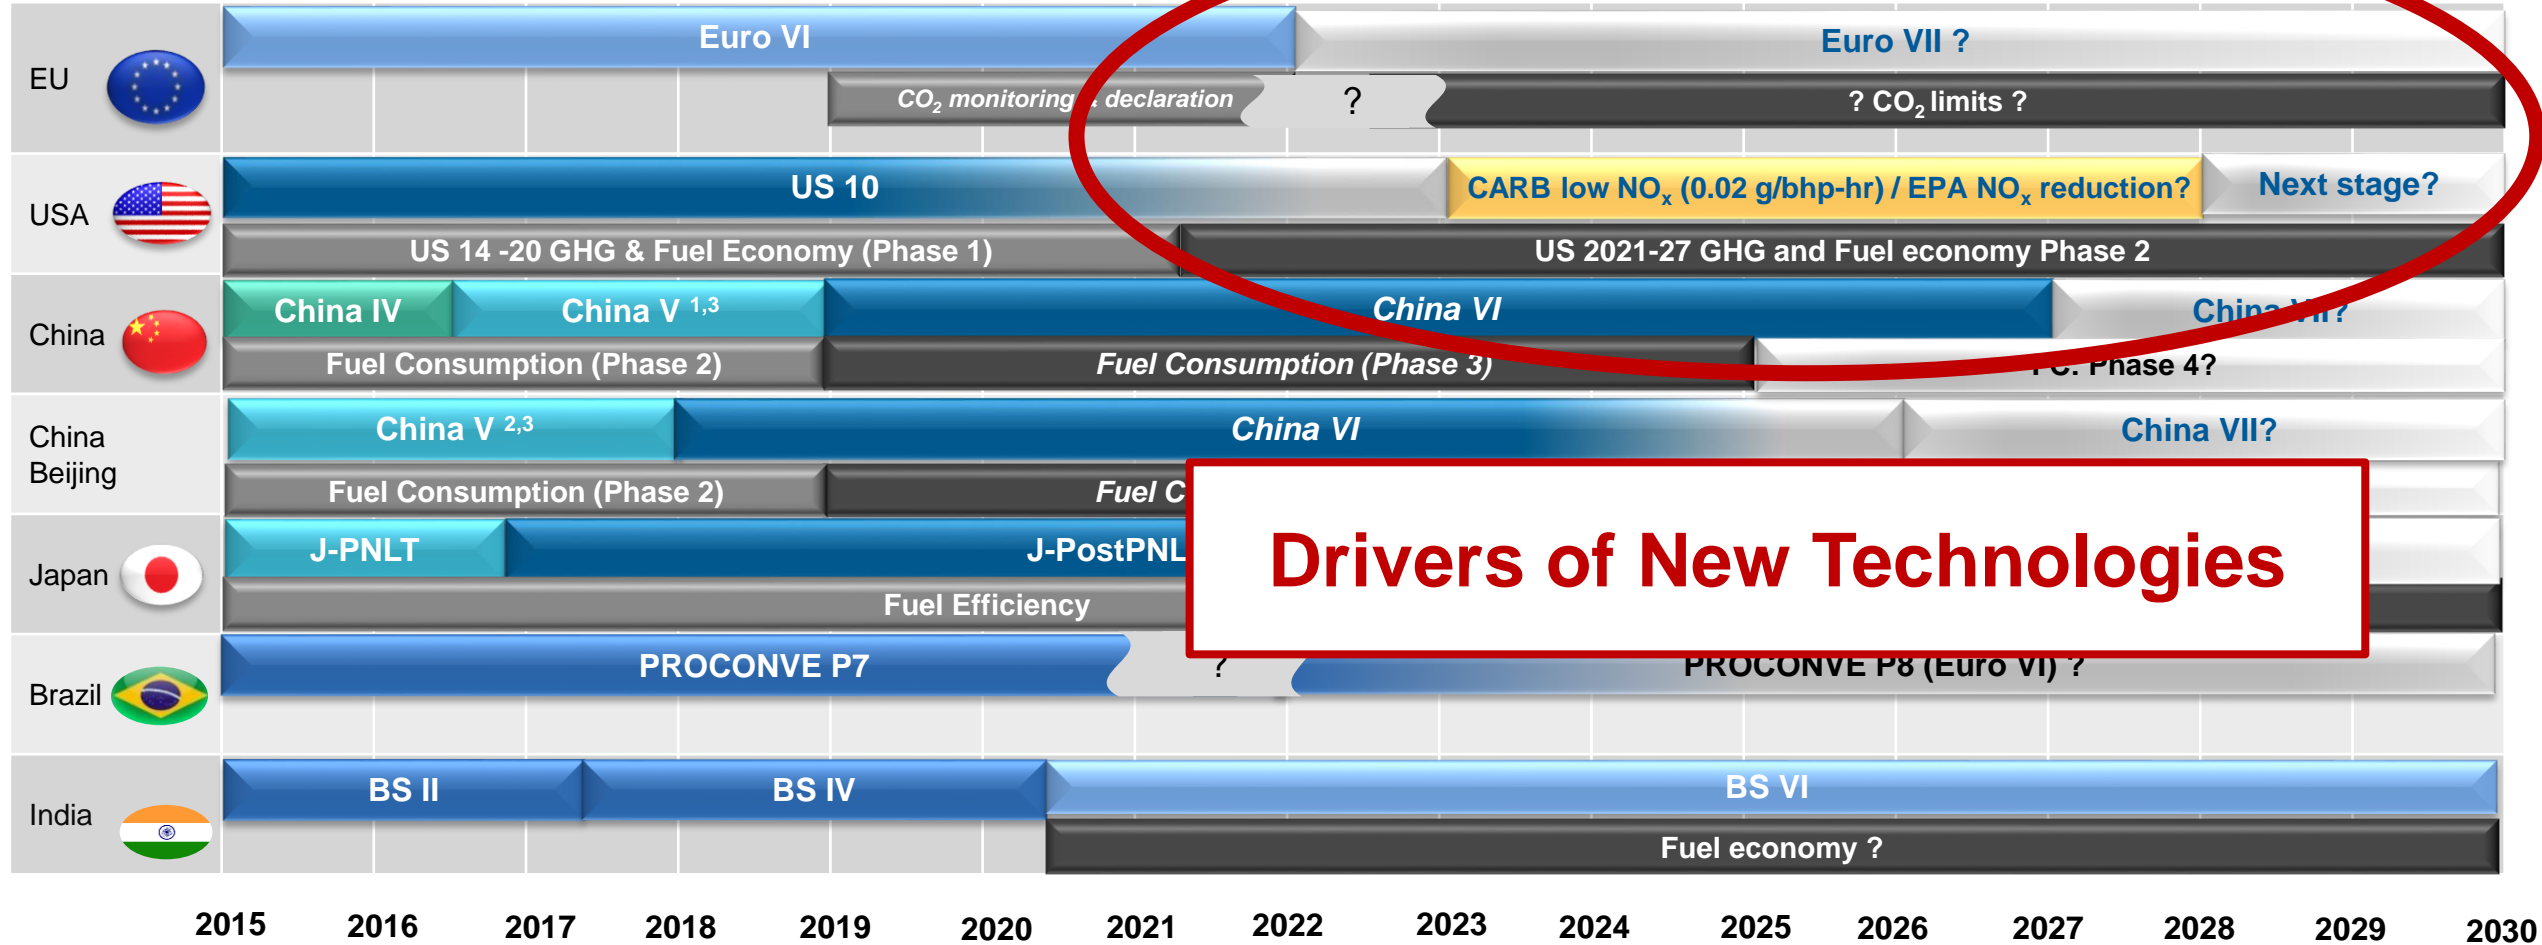 Euro VI
Euro VII ?
EU
CO2 monitoring & declaration
?
? CO2 limits ?
US 10
CARB low NOx (0.02 g/bhp-hr) / EPA NOx reduction?
Next stage?
USA
US 14 -20 GHG & Fuel Economy (Phase 1)
US 2021-27 GHG and Fuel economy Phase 2
China IV
China V 1,3
China VI
China VII?
China
Fuel Consumption (Phase 2)
Fuel Consumption (Phase 3)
Phase 4?
China V 2,3
China VI
China VII?
China
Beijing
Fuel Consumption (Phase 2)
Fuel C
Drivers of New Technologies
J-PNLT
J-PostPNL
Japan
Fuel Efficiency
PROCONVE P7
?
PROCONVE P8 (Euro VI) ?
Brazil
BS II
BS IV
BS VI
India
Fuel economy ?
2015 2016 2017 2018 2019 2020 2021 2022 2023 2024 2025 2026 2027 2028 2029 2030